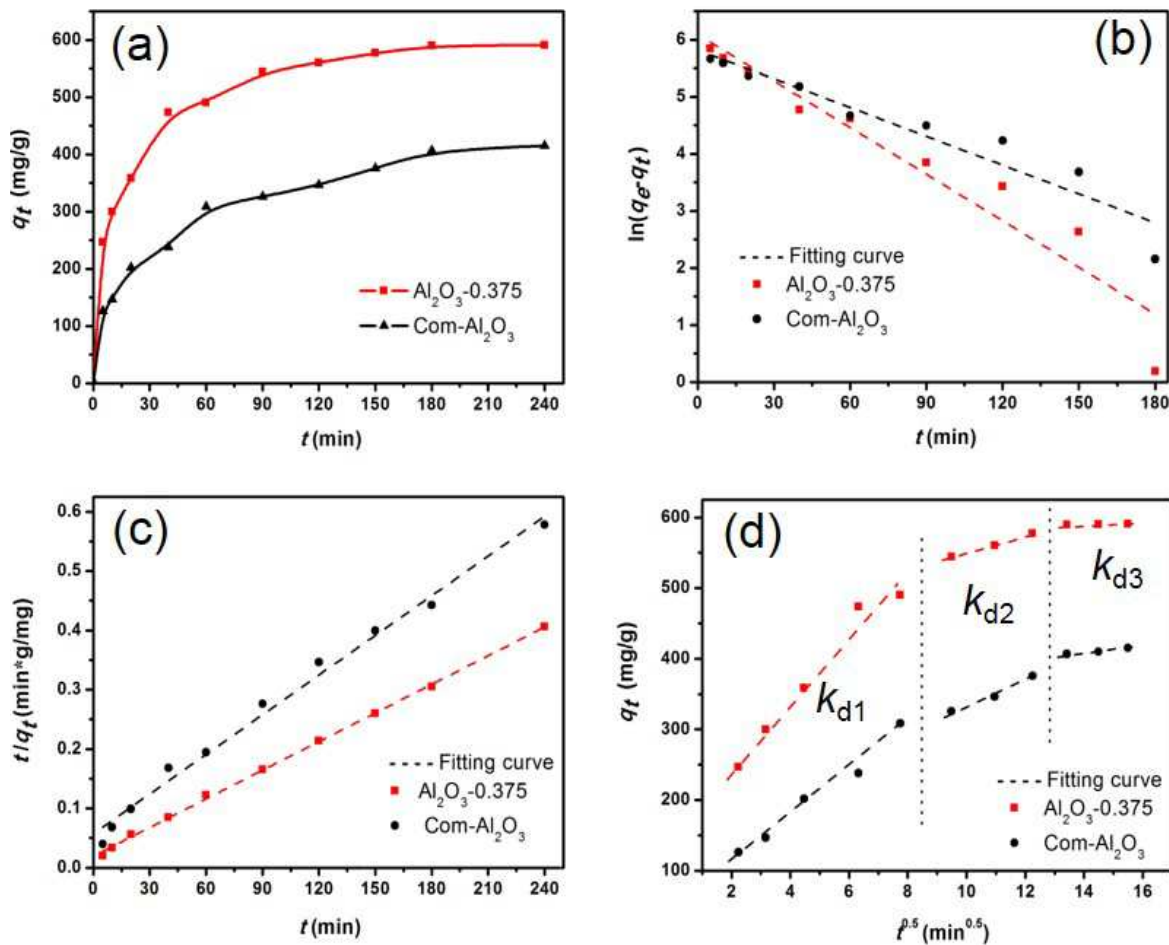 (a)
600
500
400
300
200
100
0
qt (mg/g)
Al2O3-0.375
Com-Al2O3
0 30 60 90 120 150 180 210 240
t (min)
(b)
6
5
4
3
2
1
0
ln(qe-qt)
Fitting curve
Al2O3-0.375
Com-Al2O3
0 30 60 90 120 150 180
t (min)
(c)
0.6
0.5
0.4
0.3
0.2
0.1
0.0
t/qt (min*g/mg)
Fitting curve
Al2O3-0.375
Com-Al2O3
0 30 60 90 120 150 180 210 240
t (min)
(d)
600
500
400
300
200
100
qt (mg/g)
kd1
kd2
kd3
Fitting curve
Al2O3-0.375
Com-Al2O3
2 4 6 8 10 12 14 16
t^0.5 (min^0.5)